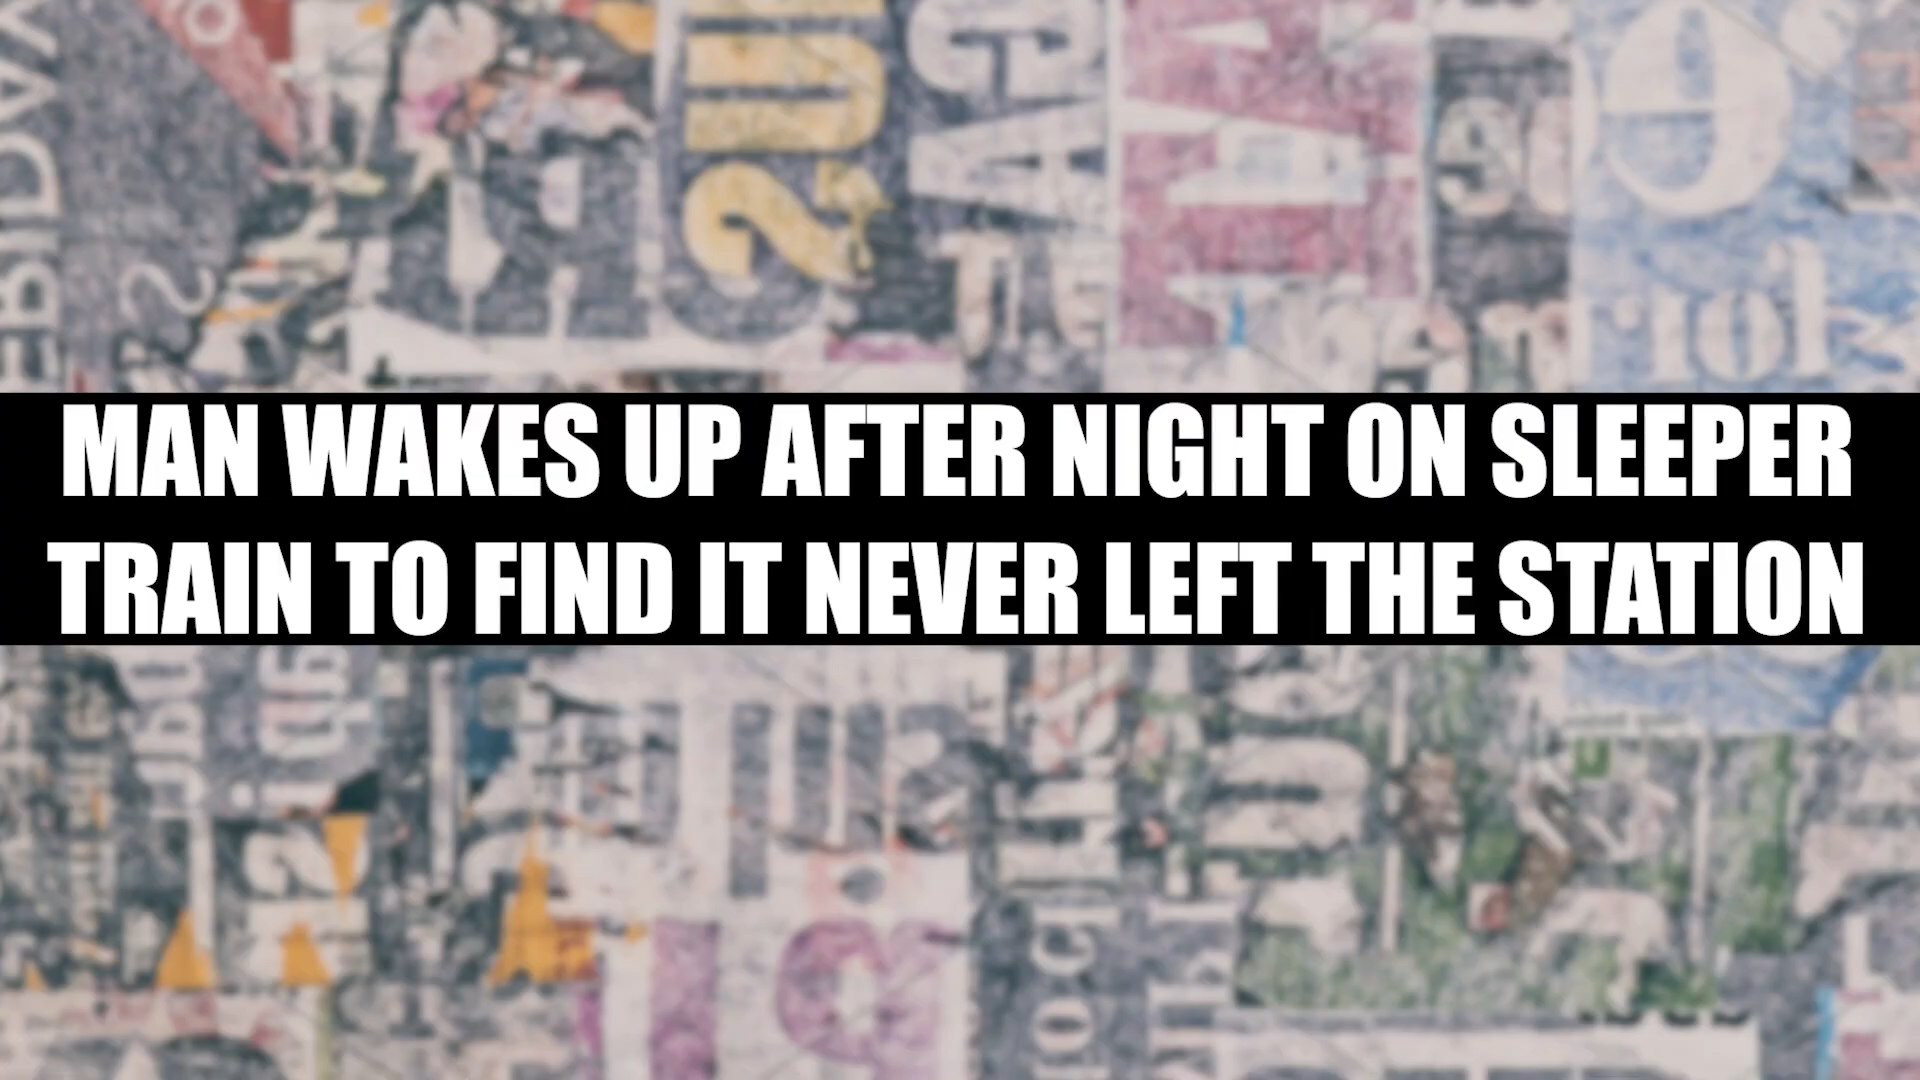 MAN WAKES UP AFTER NIGHT ON SLEEPER
TRAIN TO FIND IT NEVER LEFT THE STATION